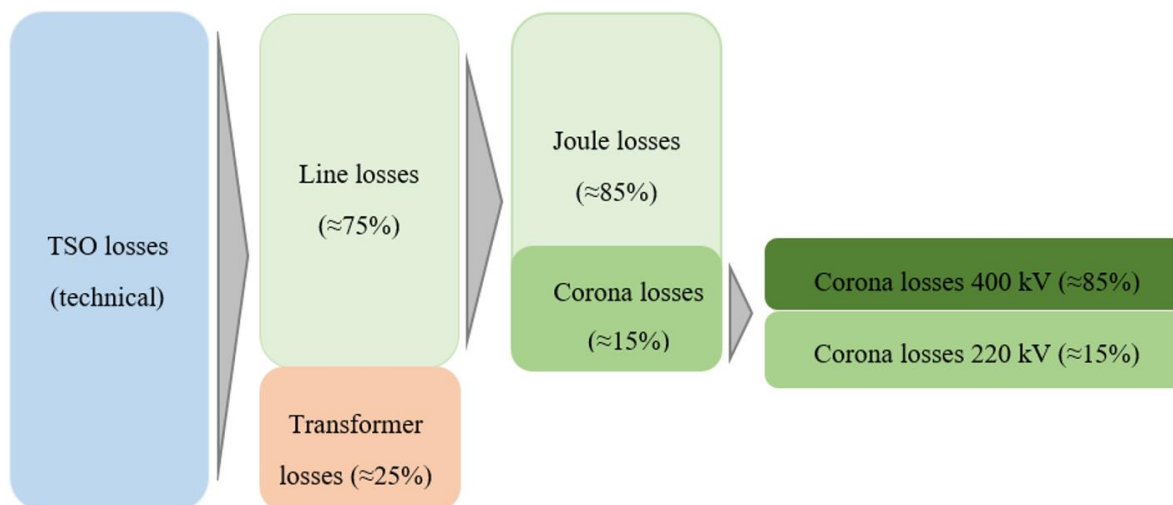 TSO losses
(technical)
Line losses
(≈75%)
Transformer
losses (≈25%)
Joule losses
(≈85%)
Corona losses
(≈15%)
Corona losses 400 kV (≈85%)
Corona losses 220 kV (≈15%)